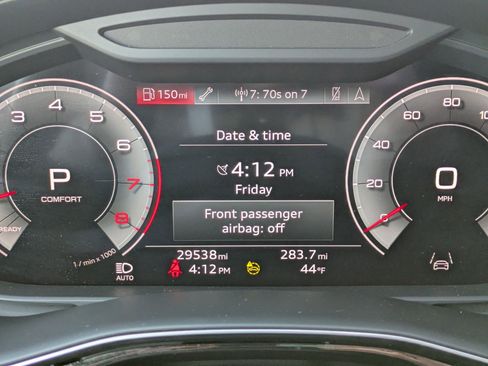 150 mi
7: 70s on 7
Date & time
4:12 PM
Friday
Front passenger
airbag: off
29538 mi
283.7 mi
4:12 PM
44°F
3
4
5
6
7
8
P
COMFORT
READY
1 / min x 1000
AUTO
0
20
40
60
80
100
0
MPH